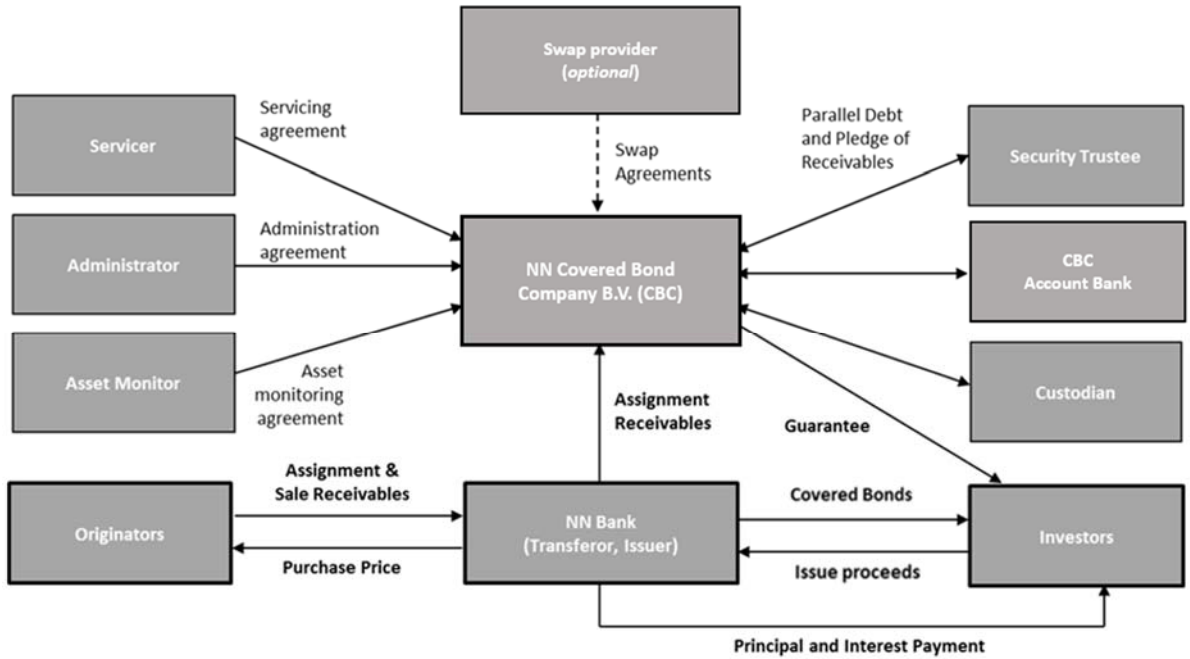 Swap provider
(optional)
Servicing
agreement
Servicer
Swap
Agreements
Parallel Debt
and Pledge of
Receivables
Security Trustee
Administration
agreement
Administrator
NN Covered Bond
Company B.V. (CBC)
CBC
Account Bank
Asset Monitor
Asset
monitoring
agreement
Assignment
Receivables
Guarantee
Custodian
Originators
Assignment &
Sale Receivables
Purchase Price
NN Bank
(Transferor, Issuer)
Covered Bonds
Issue proceeds
Investors
Principal and Interest Payment